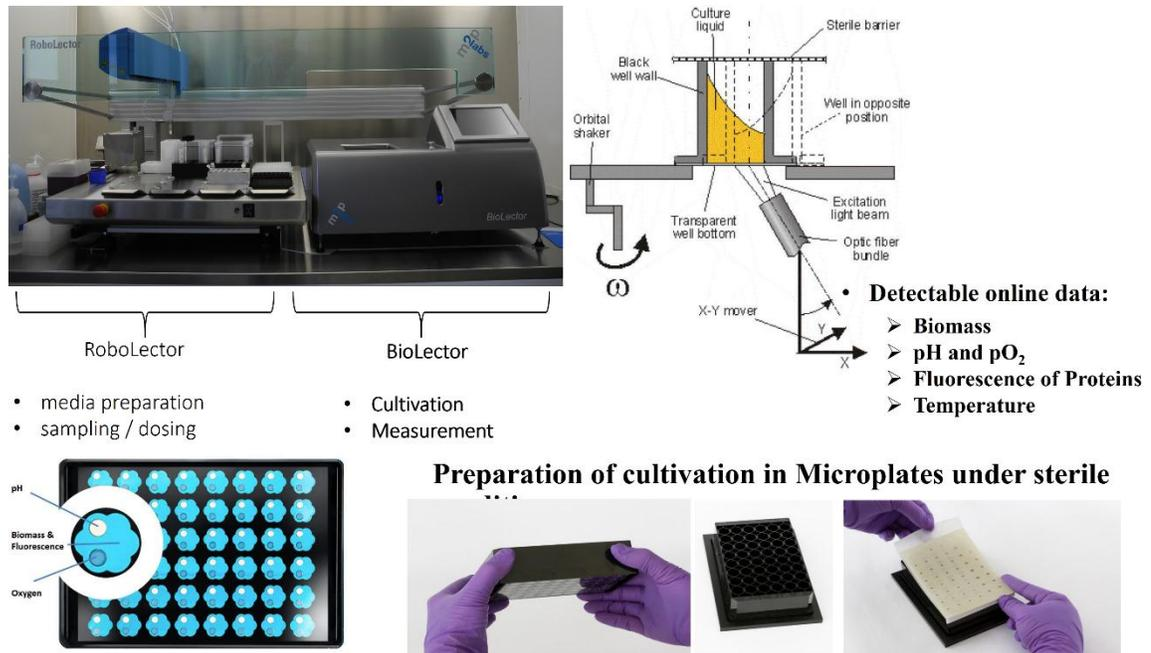 RoboLector
m2p
labs
m2p
BioLector
Culture
liquid
Sterile barrier
Black
well wall
Well in opposite
position
Orbital
shaker
Transparent
well bottom
Excitation
light beam
Optic fiber
bundle
ω
X-Y mover
Y
X
• Detectable online data:
➢ Biomass
➢ pH and pO₂
➢ Fluorescence of Proteins
➢ Temperature
RoboLector
BioLector
• media preparation
• sampling / dosing
• Cultivation
• Measurement
pH
Biomass &
Fluorescence
Oxygen
Preparation of cultivation in Microplates under sterile